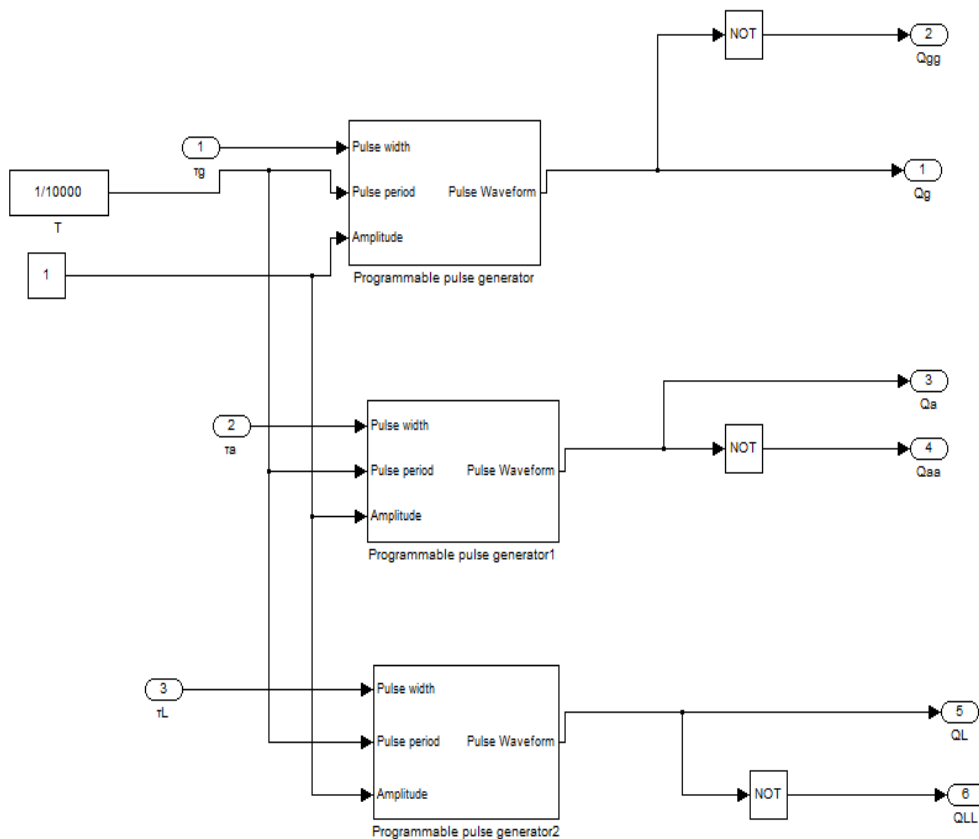 NOT
2
Qgg
1
τg
Pulse width
1/10000
T
Pulse period
Pulse Waveform
1
Qg
Amplitude
1
Programmable pulse generator
3
Qa
2
τa
Pulse width
NOT
4
Qaa
Pulse period
Pulse Waveform
Amplitude
Programmable pulse generator1
3
τL
Pulse width
5
QL
Pulse period
Pulse Waveform
NOT
6
QLL
Amplitude
Programmable pulse generator2